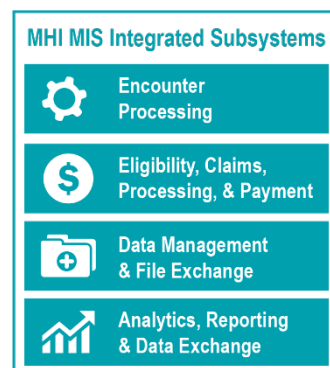 MHI MIS Integrated Subsystems
Encounter
Processing
Eligibility, Claims,
Processing, & Payment
Data Management
& File Exchange
Analytics, Reporting
& Data Exchange